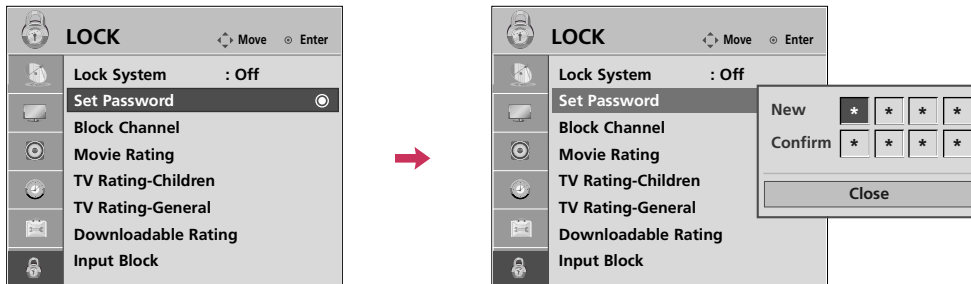 LOCK Move Enter
Lock System : Off
Set Password
Block Channel
Movie Rating
TV Rating-Children
TV Rating-General
Downloadable Rating
Input Block
LOCK Move Enter
Lock System : Off
Set Password
Block Channel
Movie Rating
TV Rating-Children
TV Rating-General
Downloadable Rating
Input Block
New * * * *
Confirm * * * *
Close